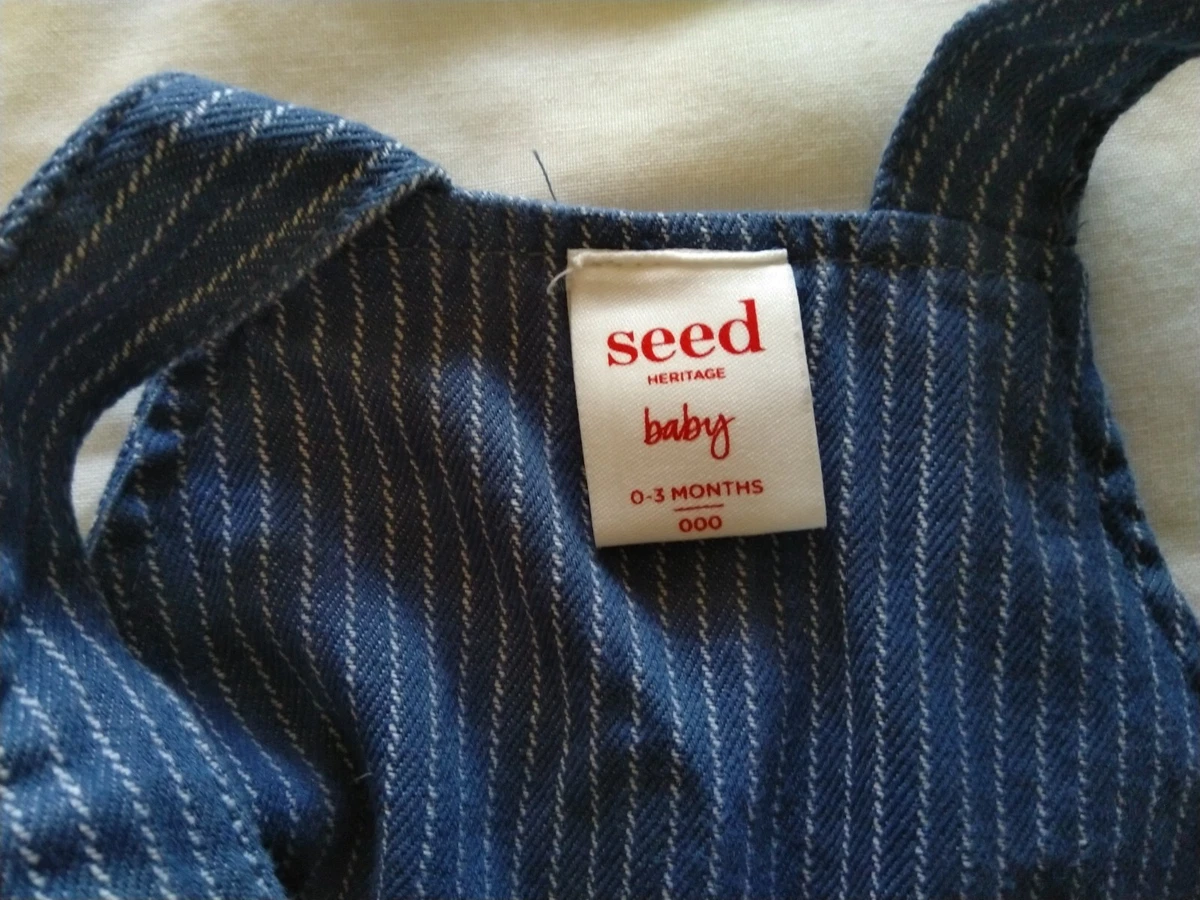 seed
HERITAGE
baby
0-3 MONTHS
000